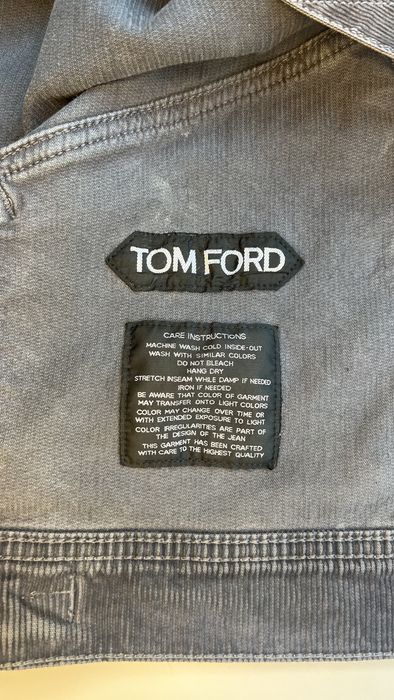 TOM FORD
CARE INSTRUCTIONS
MACHINE WASH COLD INSIDE-OUT
WASH WITH SIMILAR COLORS
DO NOT BLEACH
HANG DRY
STRETCH INSEAM WHILE DAMP IF NEEDED
IRON IF NEEDED
BE AWARE THAT COLOR OF GARMENT
MAY TRANSFER ONTO LIGHT COLORS
COLOR MAY CHANGE OVER TIME OR
WITH EXTENDED EXPOSURE TO LIGHT
COLOR IRREGULARITIES ARE PART OF
THE DESIGN OF THE JEAN
THIS GARMENT HAS BEEN CRAFTED
WITH CARE TO THE HIGHEST QUALITY